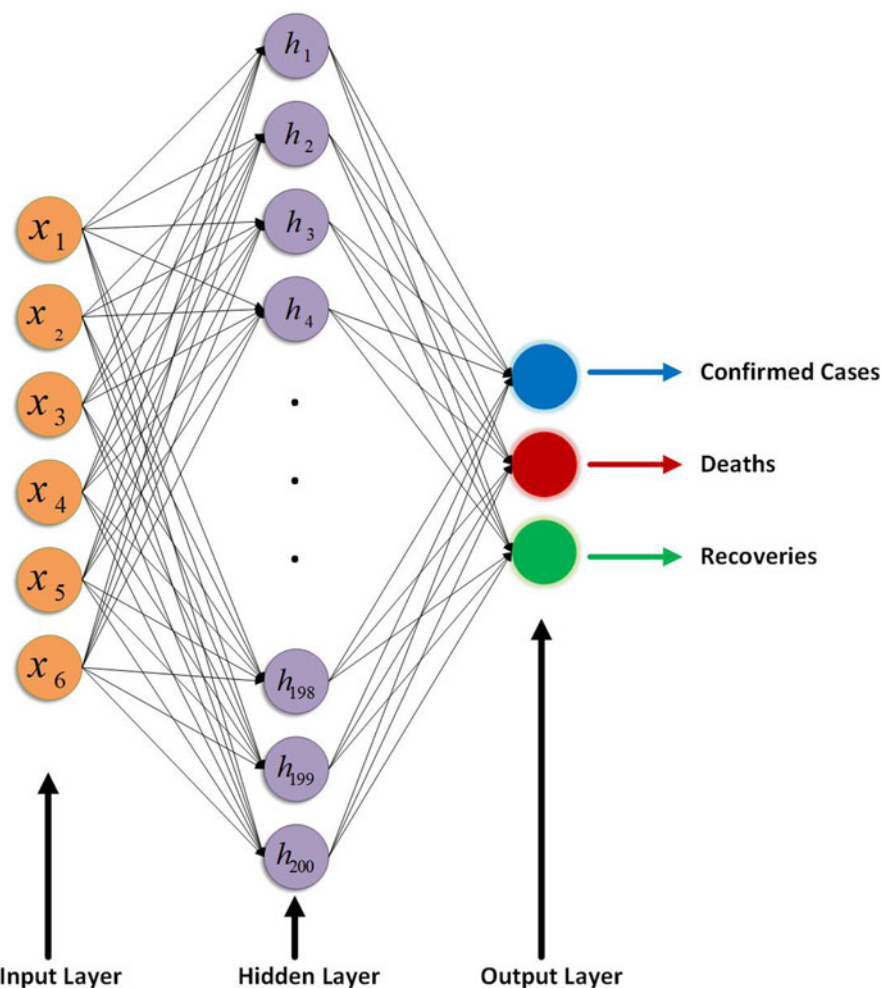 h₁
h₂
h₃
h₄
x₁
x₂
x₃
x₄
x₅
x₆
h₁₉₈
h₁₉₉
h₂₀₀
Confirmed Cases
Deaths
Recoveries
Input Layer
Hidden Layer
Output Layer